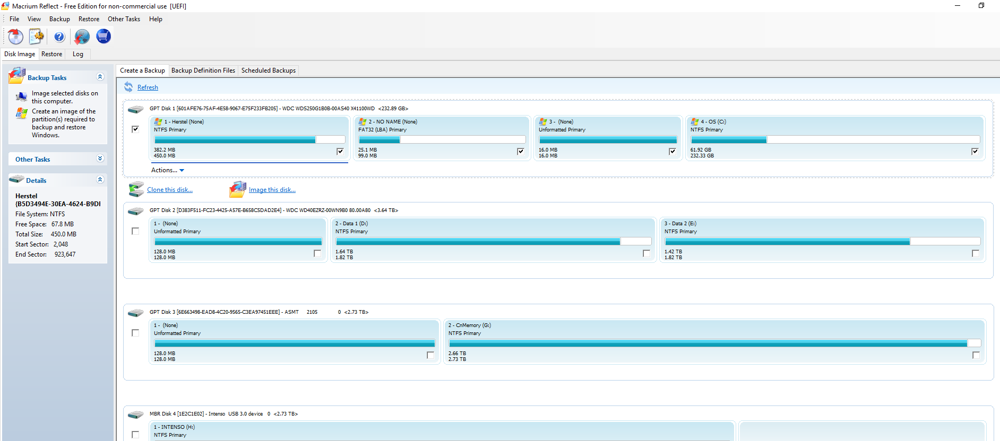 Macrium Reflect - Free Edition for non-commercial use  [UEFI]
File View Backup Restore Other Tasks Help
Disk Image Restore Log
Backup Tasks
Image selected disks on
this computer.
Create an image of the
partition(s) required to
backup and restore
Windows.
Other Tasks
Details
Herstel
{B5D3494E-30EA-4624-B9DI
File System: NTFS
Free Space: 67.8 MB
Total Size: 450.0 MB
Start Sector: 2,048
End Sector: 923,647
Create a Backup Backup Definition Files Scheduled Backups
Refresh
GPT Disk 1 [601AFE76-75AF-4E58-9067-E75F233FB205] - WDC WDS250G1B0B-00AS40 X41100WD <232.89 GB>
1 - Herstel (None)
NTFS Primary
382.2 MB
450.0 MB
2 - NO NAME (None)
FAT32 (LBA) Primary
25.1 MB
99.0 MB
3 - (None)
Unformatted Primary
16.0 MB
16.0 MB
4 - OS (C:)
NTFS Primary
61.92 GB
232.33 GB
Actions...
Clone this disk... Image this disk...
GPT Disk 2 [D383F511-FC23-4425-A57E-B658C5DAD2E4] - WDC WD40EZRZ-00WN9B0 80.00A80 <3.64 TB>
1 - (None)
Unformatted Primary
128.0 MB
128.0 MB
2 - Data 1 (D:)
NTFS Primary
1.64 TB
1.82 TB
3 - Data 2 (E:)
NTFS Primary
1.42 TB
1.82 TB
GPT Disk 3 [6E663498-EAD8-4C20-9565-C3EA97451EEE] - ASMT 2105 0 <2.73 TB>
1 - (None)
Unformatted Primary
128.0 MB
128.0 MB
2 - CnMemory (G:)
NTFS Primary
2.66 TB
2.73 TB
MBR Disk 4 [1E2C1E02] - Intenso USB 3.0 device 0 <2.73 TB>
1 - INTENSO (H:)
NTFS Primary